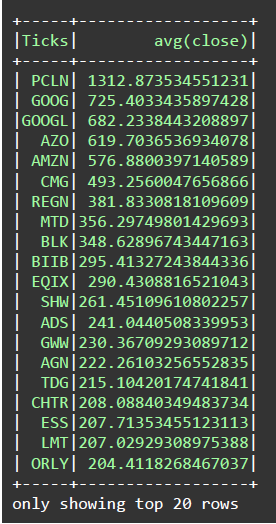 +-----+------------------+
|Ticks|        avg(close)|
+-----+------------------+
| PCLN| 1312.873534551231|
| GOOG| 725.4033435897428|
|GOOGL| 682.2338443208897|
|  AZO| 619.7036536934078|
| AMZN| 576.8800397140589|
|  CMG| 493.2560047656866|
| REGN| 381.8330818109609|
|  MTD|356.29749801429693|
|  BLK|348.62896743447163|
| BIIB|295.41327243844336|
| EQIX| 290.4308816521043|
|  SHW|261.45109610802257|
|  ADS| 241.0440508339953|
|  GWW|230.36709293089712|
|  AGN|222.26103256552835|
|  TDG|215.10420174741841|
| CHTR|208.08840349483734|
|  ESS|207.71353455123113|
|  LMT|207.02929308975388|
| ORLY| 204.4118268467037|
+-----+------------------+
only showing top 20 rows